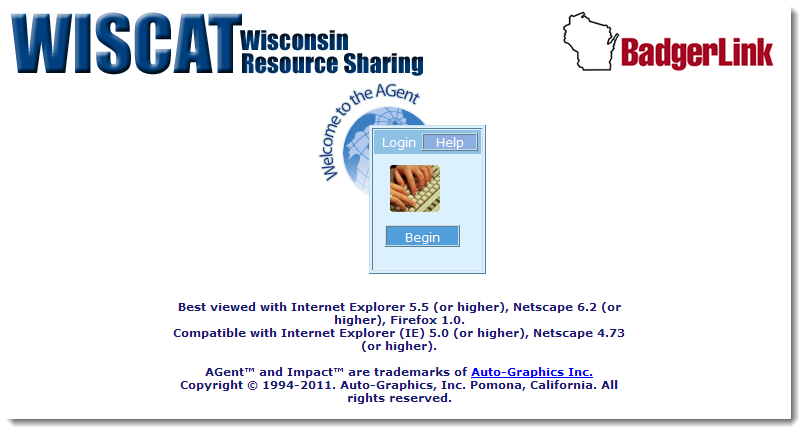 WISCAT Wisconsin
Resource Sharing
BadgerLink
Welcome to the AGent
Login Help
Begin
Best viewed with Internet Explorer 5.5 (or higher), Netscape 6.2 (or
higher), Firefox 1.0.
Compatible with Internet Explorer (IE) 5.0 (or higher), Netscape 4.73
(or higher).
AGent™ and Impact™ are trademarks of Auto-Graphics Inc.
Copyright © 1994-2011. Auto-Graphics, Inc. Pomona, California. All
rights reserved.